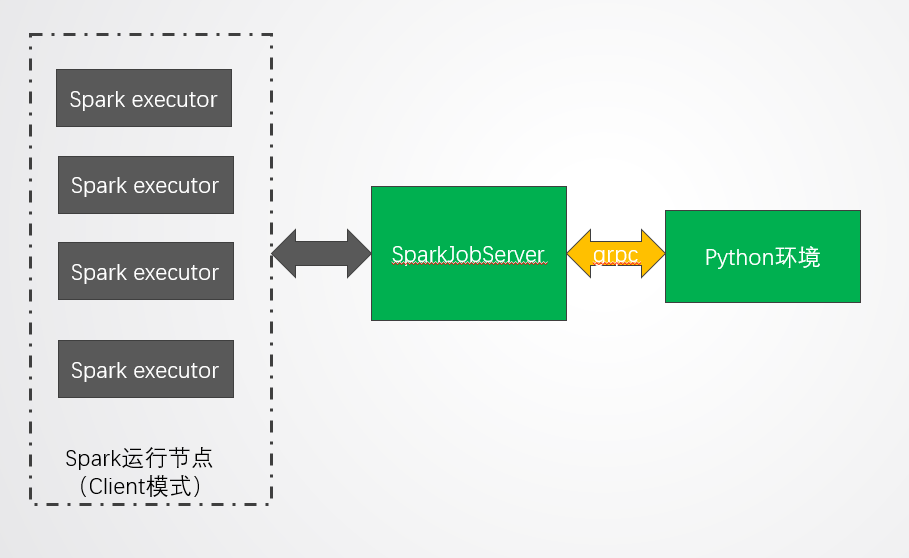 Spark executor
Spark executor
Spark executor
Spark executor
Spark运行节点
（Client模式）
SparkJobServer
grpc
Python环境